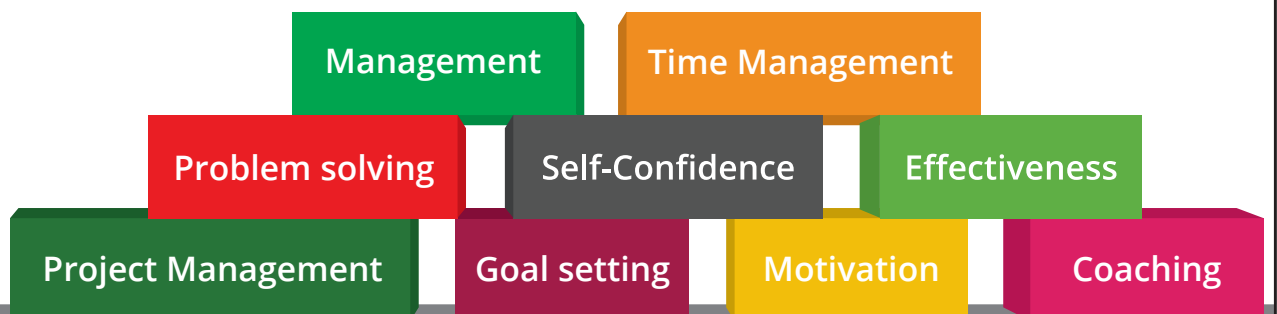 Management
Time Management
Problem solving
Self-Confidence
Effectiveness
Project Management
Goal setting
Motivation
Coaching